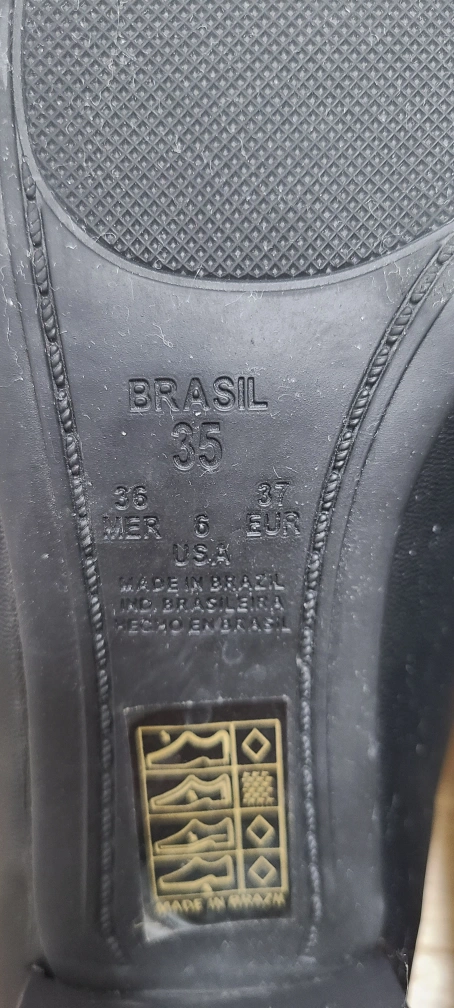 BRASIL
35
36 37
MER 6 EUR
USA
MADE IN BRAZIL
IND. BRASILEIRA
HECHO EN BRASIL
MADE IN BRAZIL